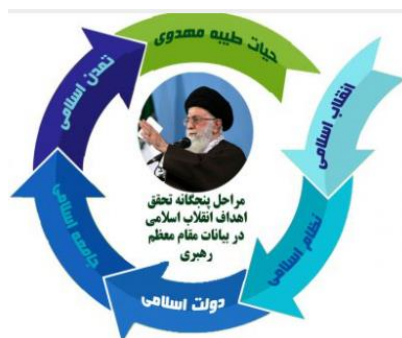 حیات طیبه مهدوی
انقلاب اسلامی
نظام اسلامی
دولت اسلامی
جامعه اسلامی
تمدن اسلامی
مراحل پنجگانه تحقق
اهداف انقلاب اسلامی
در بیانات مقام معظم
رهبری